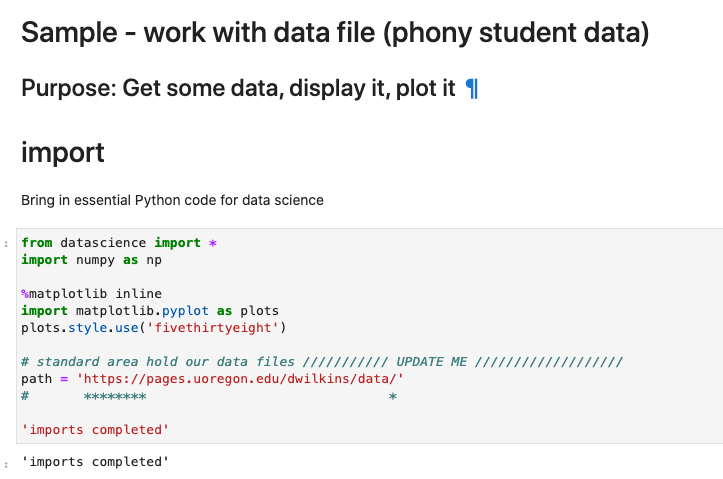 Sample - work with data file (phony student data)
Purpose: Get some data, display it, plot it ¶
import
Bring in essential Python code for data science
: from datascience import *
import numpy as np
%matplotlib inline
import matplotlib.pyplot as plots
plots.style.use('fivethirtyeight')
# standard area hold our data files /////////// UPDATE ME ///////////////////
path = 'https://pages.uoregon.edu/dwilkins/data/'
#       ********                               *
'imports completed'
: 'imports completed'